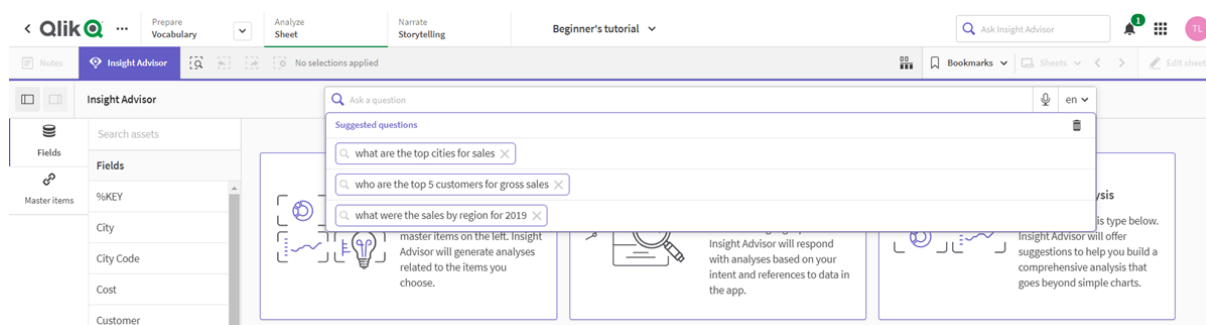 Qlik
Prepare
Vocabulary
Analyze
Sheet
Narrate
Storytelling
Beginner's tutorial
Ask Insight Advisor
1
TL
Notes
Insight Advisor
No selections applied
Bookmarks
Sheets
Edit sheet
Insight Advisor
Ask a question
en
Suggested questions
what are the top cities for sales
who are the top 5 customers for gross sales
what were the sales by region for 2019
Fields
Master items
Search assets
Fields
%KEY
City
City Code
Cost
Customer
master items on the left. Insight
Advisor will generate analyses
related to the items you
choose.
Insight Advisor will respond
with analyses based on your
intent and references to data in
the app.
is type below.
Insight Advisor will offer
suggestions to help you build a
comprehensive analysis that
goes beyond simple charts.